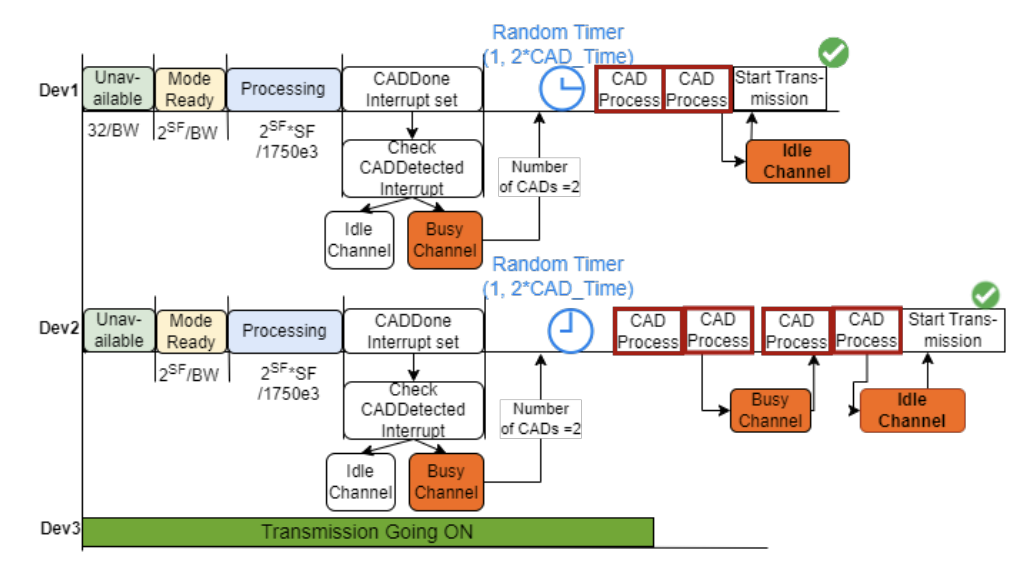 Random Timer
(1, 2*CAD_Time)
Dev1
Unav-
ailable
Mode
Ready
Processing
CADDone
Interrupt set
CAD
Process
CAD
Process
Start Trans-
mission
32/BW
2^SF/BW
2^SF*SF
/1750e3
Check
CADDetected
Interrupt
Number
of CADs =2
Idle
Channel
Idle
Channel
Busy
Channel
Random Timer
(1, 2*CAD_Time)
Dev2
Unav-
ailable
Mode
Ready
Processing
CADDone
Interrupt set
CAD
Process
CAD
Process
CAD
Process
CAD
Process
Start Trans-
mission
2^SF/BW
2^SF*SF
/1750e3
Check
CADDetected
Interrupt
Number
of CADs =2
Busy
Channel
Idle
Channel
Idle
Channel
Busy
Channel
Dev3
Transmission Going ON